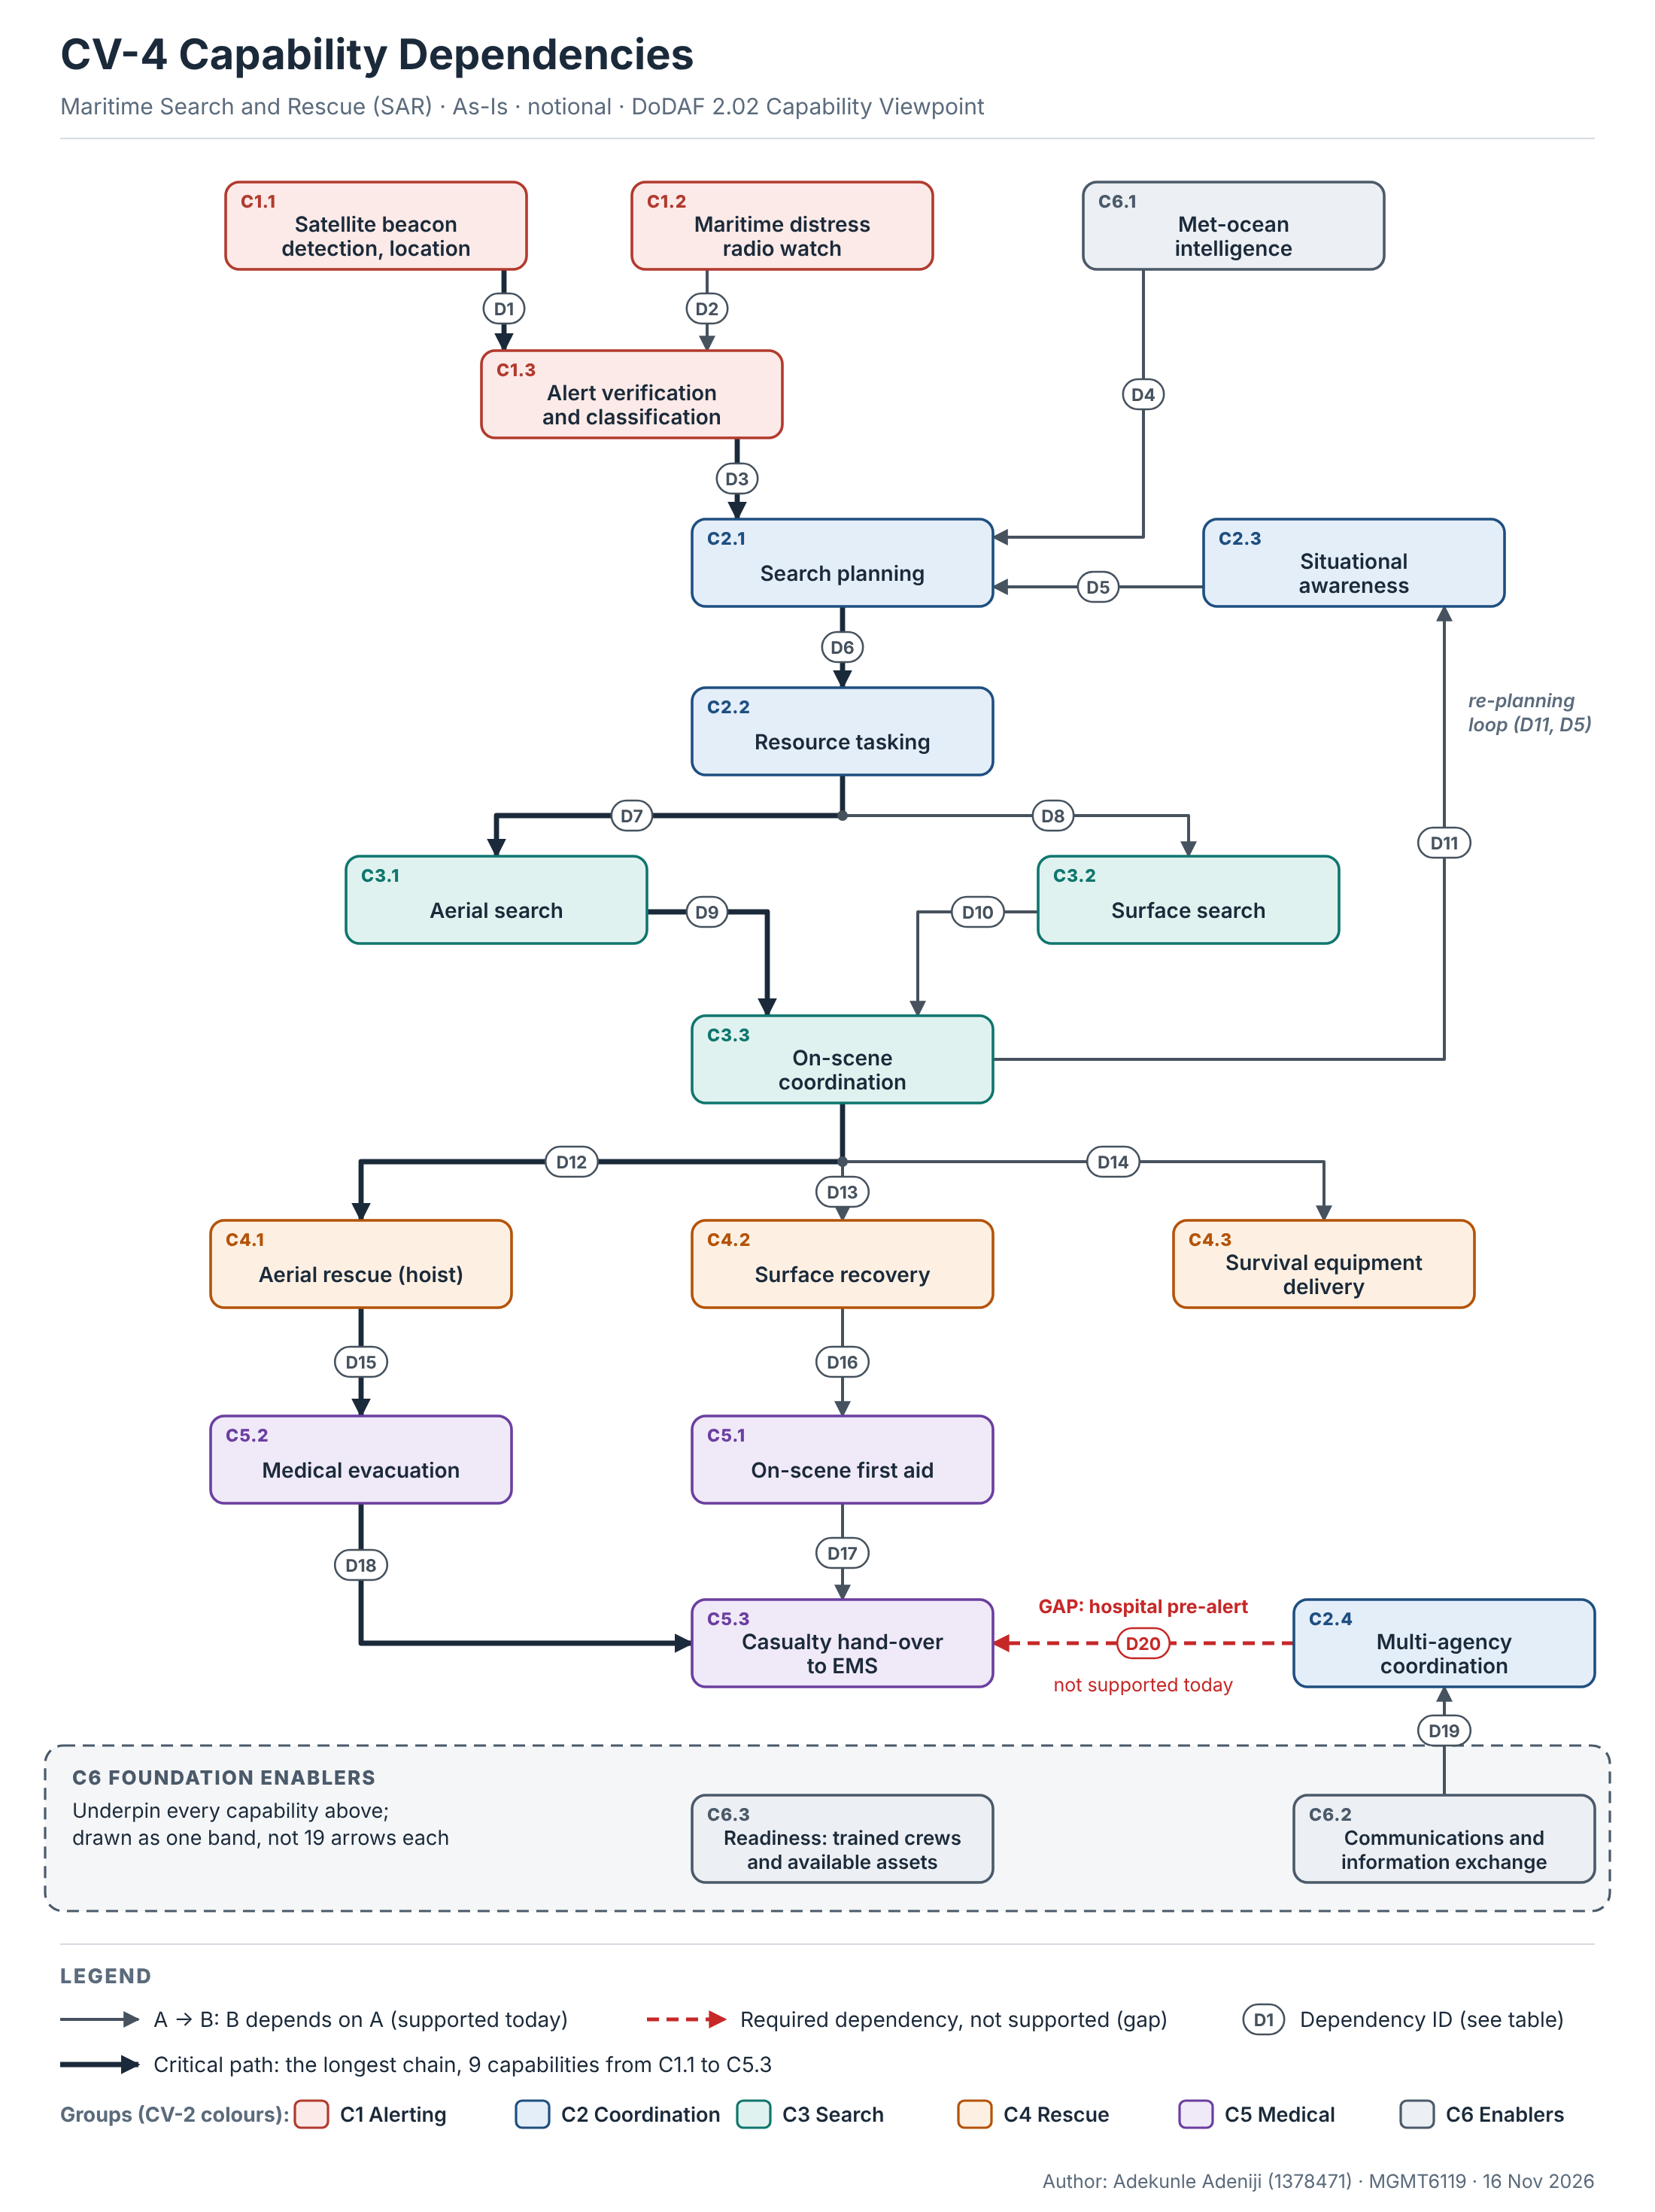 CV-4 Capability Dependencies
Maritime Search and Rescue (SAR) · As-Is · notional · DoDAF 2.02 Capability Viewpoint
C1.1
Satellite beacon
detection, location
C1.2
Maritime distress
radio watch
C6.1
Met-ocean
intelligence
D1
D2
C1.3
Alert verification
and classification
D4
D3
C2.1
Search planning
D5
C2.3
Situational
awareness
D6
C2.2
Resource tasking
re-planning
loop (D11, D5)
D7
D8
D11
C3.1
Aerial search
D9
D10
C3.2
Surface search
C3.3
On-scene
coordination
D12
D13
D14
C4.1
Aerial rescue (hoist)
C4.2
Surface recovery
C4.3
Survival equipment
delivery
D15
D16
C5.2
Medical evacuation
C5.1
On-scene first aid
D18
D17
C5.3
Casualty hand-over
to EMS
GAP: hospital pre-alert
D20
not supported today
C2.4
Multi-agency
coordination
D19
C6 FOUNDATION ENABLERS
Underpin every capability above;
drawn as one band, not 19 arrows each
C6.3
Readiness: trained crews
and available assets
C6.2
Communications and
information exchange
LEGEND
A → B: B depends on A (supported today)
Required dependency, not supported (gap)
D1 Dependency ID (see table)
Critical path: the longest chain, 9 capabilities from C1.1 to C5.3
Groups (CV-2 colours): C1 Alerting C2 Coordination C3 Search C4 Rescue C5 Medical C6 Enablers
Author: Adekunle Adeniji (1378471) · MGMT6119 · 16 Nov 2026